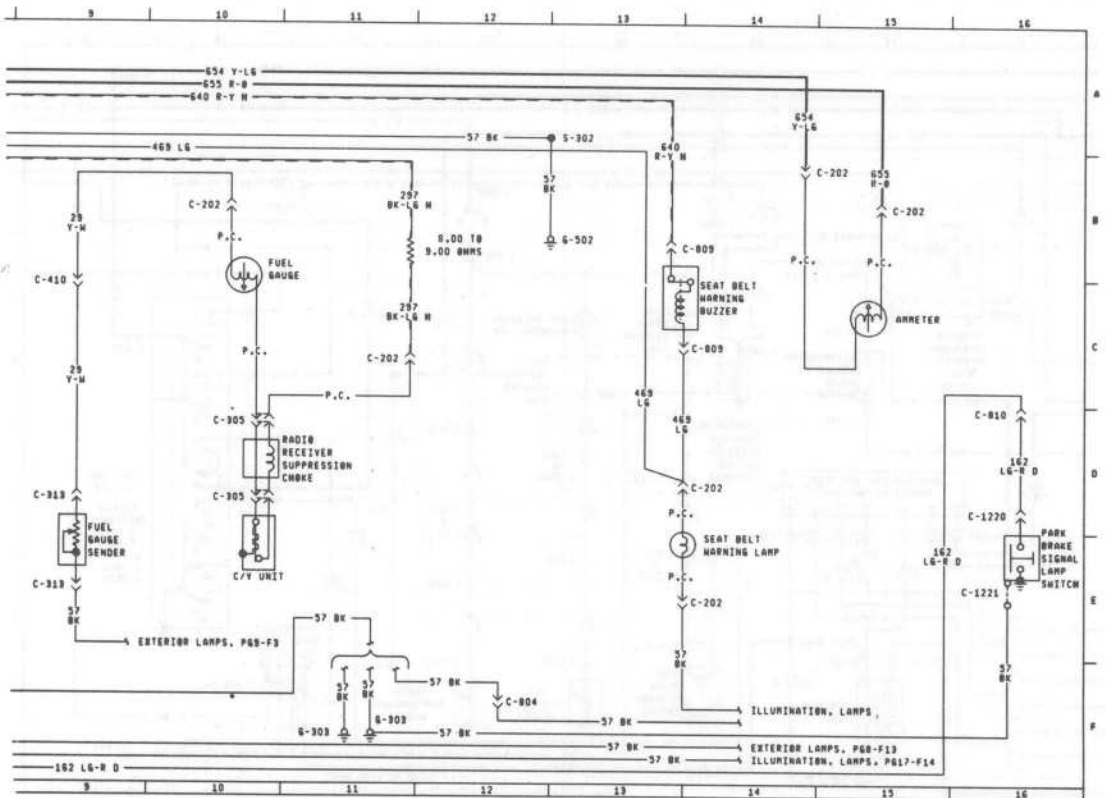 9 10 11 12 13 14 15 16
654 Y-LG
655 R-0
640 R-Y H
57 BK
S-302
469 LG
A
654
Y-LG
640
R-Y H
C-202
655
R-0
C-202
C-202
29
Y-W
297
BK-LG H
57
BK
B
P.C.
8.00 TO
9.00 OHMS
G-502
C-809
FUEL
GAUGE
P.C.
P.C.
C-410
SEAT BELT
WARNING
BUZZER
297
BK-LG H
AMMETER
C
P.C.
C-809
C-202
29
Y-W
P.C.
469
LG
C-305
469
LG
C-810
RADIO
RECEIVER
SUPPRESSION
CHOKE
162
LG-R D
D
C-313
C-305
C-202
P.C.
C-1220
FUEL
GAUGE
SENDER
SEAT BELT
WARNING LAMP
PARK
BRAKE
SIGNAL
LAMP
SWITCH
162
LG-R D
C/V UNIT
P.C.
C-313
C-1221
E
C-202
57
BK
57 BK
EXTERIOR LAMPS, PG9-F3
57
BK
57
BK
57
BK
57
BK
57 BK
C-804
ILLUMINATION, LAMPS
57 BK
F
G-303
G-303
57 BK
57 BK
EXTERIOR LAMPS, PG8-F13
57 BK
ILLUMINATION, LAMPS, PG17-F14
162 LG-R D
9 10 11 12 13 14 15 16